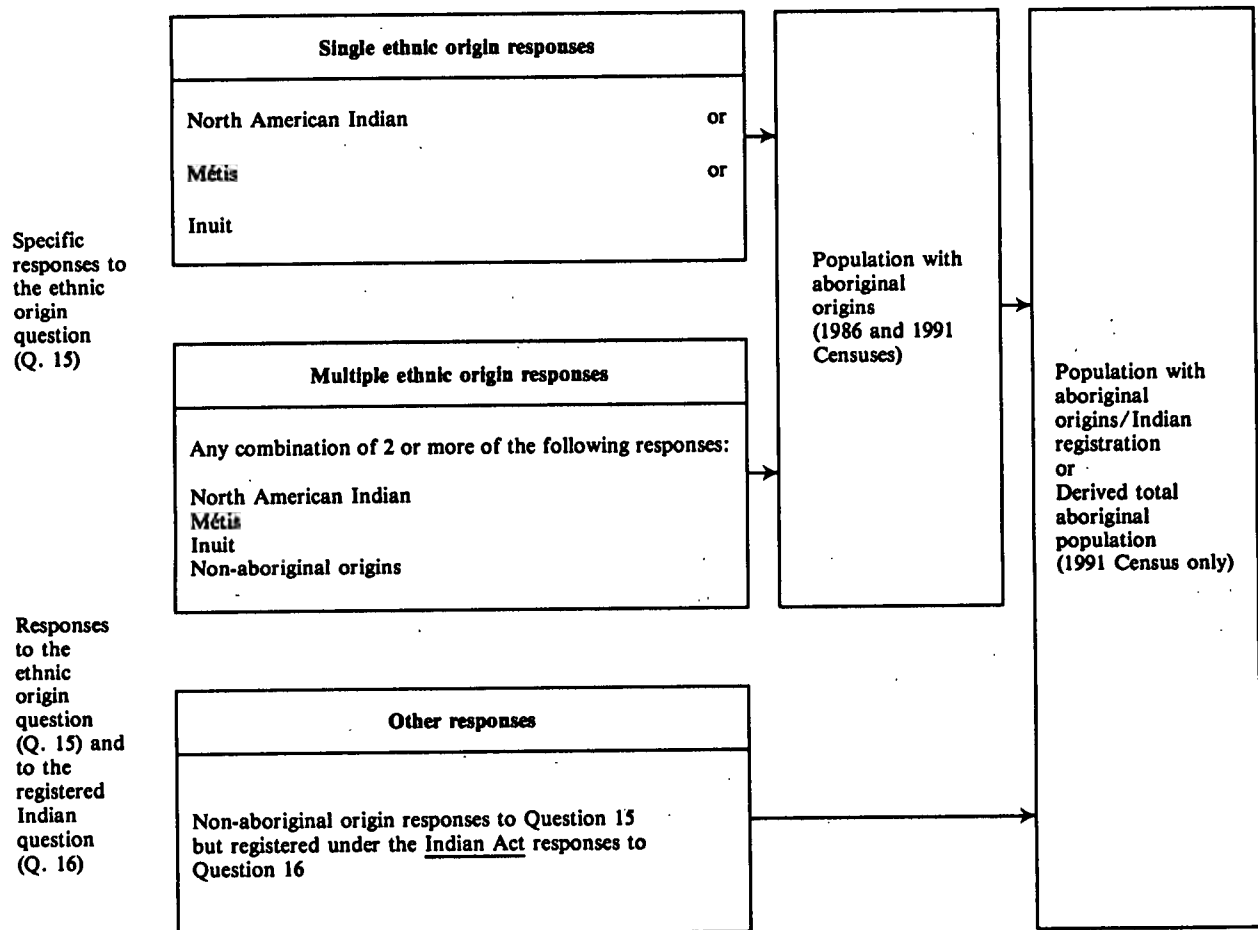 Single ethnic origin responses
North American Indian or
Métis or
Inuit
Specific
responses to
the ethnic
origin
question
(Q. 15)
Multiple ethnic origin responses
Any combination of 2 or more of the following responses:
North American Indian
Métis
Inuit
Non-aboriginal origins
Population with
aboriginal
origins
(1986 and 1991
Censuses)
Population with
aboriginal
origins/Indian
registration
or
Derived total
aboriginal
population
(1991 Census only)
Responses
to the
ethnic
origin
question
(Q. 15) and
to the
registered
Indian
question
(Q. 16)
Other responses
Non-aboriginal origin responses to Question 15
but registered under the Indian Act responses to
Question 16